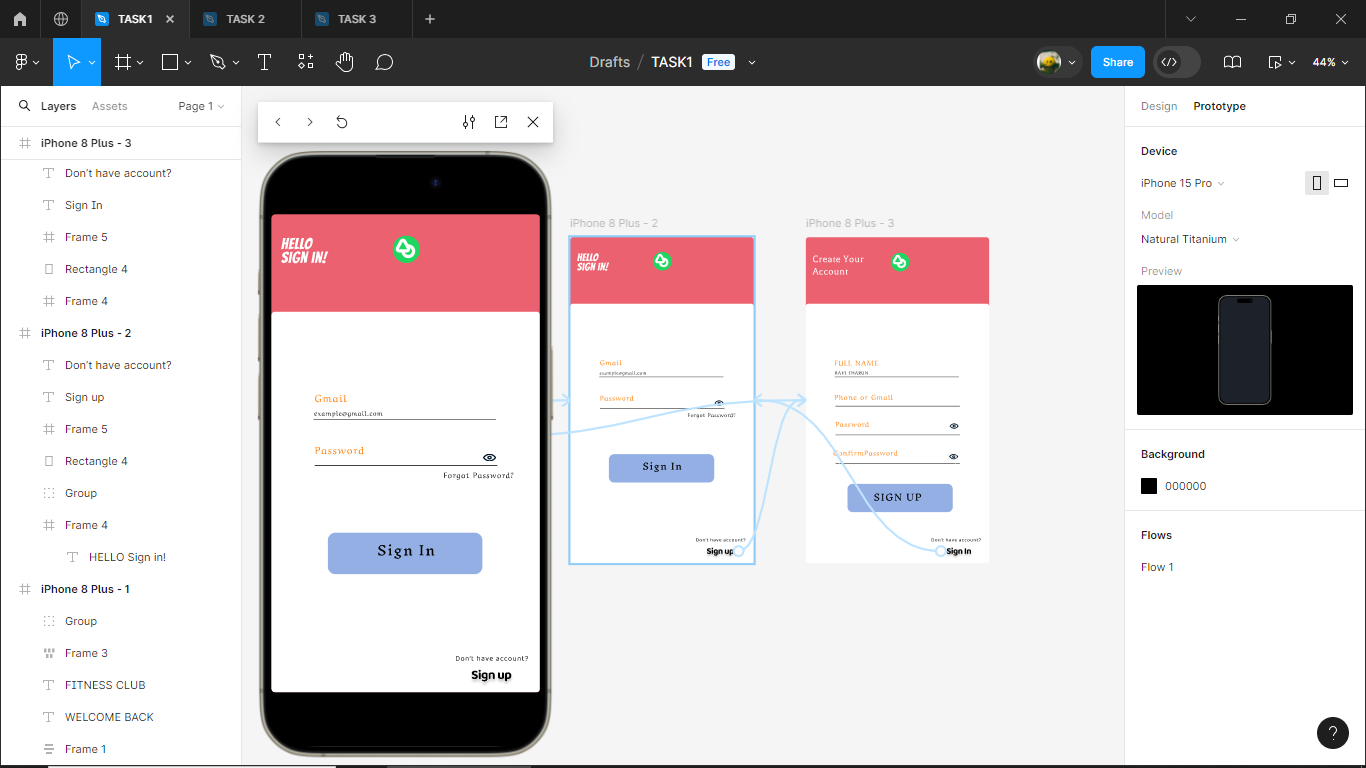 TASK1
TASK 2
TASK 3
Drafts / TASK1 Free
Share
44%
Layers
Assets
Page 1
iPhone 8 Plus - 3
Don't have account?
Sign In
Frame 5
Rectangle 4
Frame 4
iPhone 8 Plus - 2
Don't have account?
Sign up
Frame 5
Rectangle 4
Group
Frame 4
HELLO Sign in!
iPhone 8 Plus - 1
Group
Frame 3
FITNESS CLUB
WELCOME BACK
Frame 1
HELLO
SIGN IN!
Gmail
example@gmail.com
Password
Forgot Password?
Sign In
Don't have account?
Sign up
iPhone 8 Plus - 2
HELLO
SIGN IN!
Gmail
example@gmail.com
Password
Forgot Password?
Sign In
Don't have account?
Sign up
iPhone 8 Plus - 3
Create Your
Account
FULL NAME
RAVI THARUN
Phone or Gmail
Password
ConfirmPassword
SIGN UP
Don't have account?
Sign In
Design
Prototype
Device
iPhone 15 Pro
Model
Natural Titanium
Preview
Background
000000
Flows
Flow 1
?